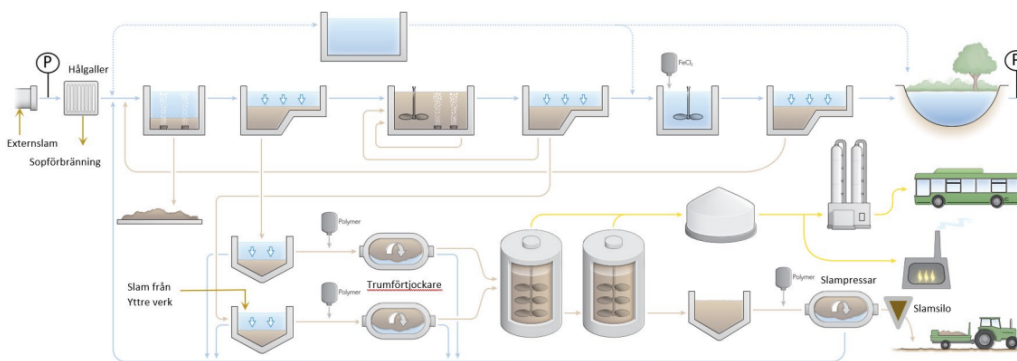 P
Hålgaller
Externslam
Sopförbränning
FeCl₃
P
Polymer
Trumförtjockare
Slam från
Yttre verk
Polymer
Polymer
Slampressar
Slamsilo